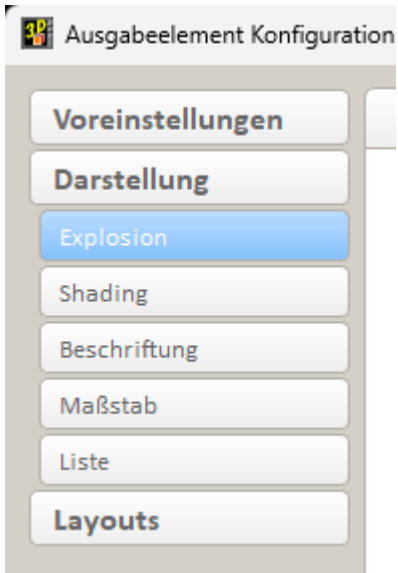 Ausgabeelement Konfiguration
Voreinstellungen
Darstellung
Explosion
Shading
Beschriftung
Maßstab
Liste
Layouts